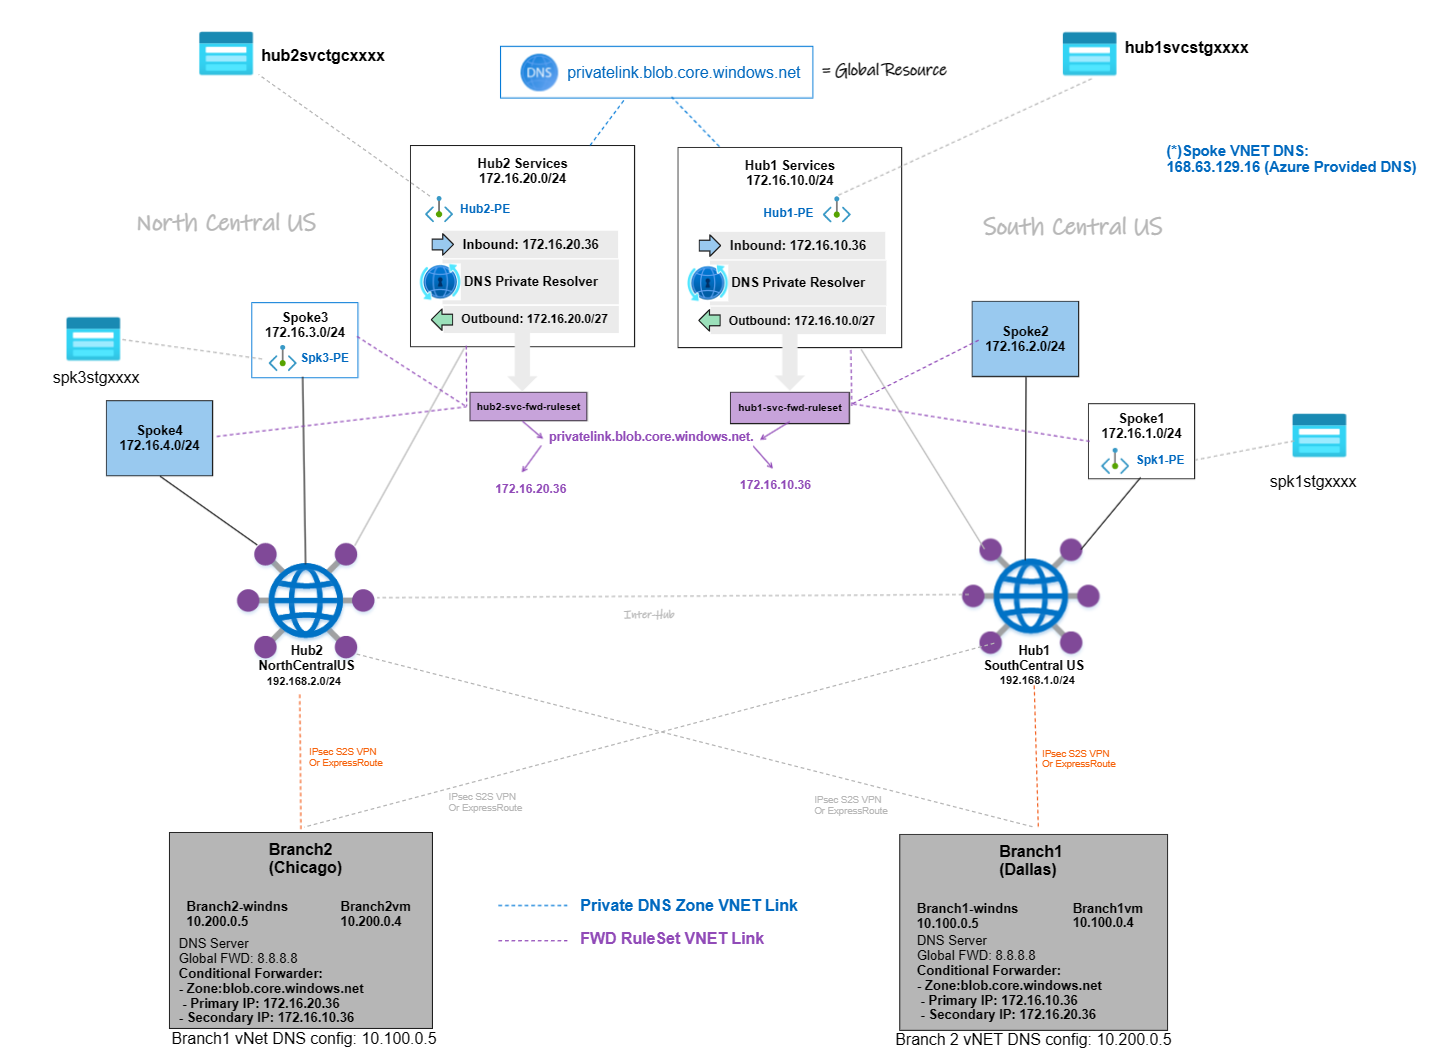 hub2svctgcxxxx
hub1svcstgxxxx
DNS
privatelink.blob.core.windows.net
= Global Resource
(*)Spoke VNET DNS:
168.63.129.16 (Azure Provided DNS)
North Central US
South Central US
Hub2 Services
172.16.20.0/24
Hub2-PE
Inbound: 172.16.20.36
DNS Private Resolver
Outbound: 172.16.20.0/27
Hub1 Services
172.16.10.0/24
Hub1-PE
Inbound: 172.16.10.36
DNS Private Resolver
Outbound: 172.16.10.0/27
Spoke3
172.16.3.0/24
Spk3-PE
spk3stgxxxx
Spoke4
172.16.4.0/24
Spoke2
172.16.2.0/24
Spoke1
172.16.1.0/24
Spk1-PE
spk1stgxxxx
hub2-svc-fwd-ruleset
hub1-svc-fwd-ruleset
privatelink.blob.core.windows.net.
172.16.20.36
172.16.10.36
Inter-Hub
Hub2
NorthCentralUS
192.168.2.0/24
Hub1
SouthCentral US
192.168.1.0/24
IPsec S2S VPN
Or ExpressRoute
IPsec S2S VPN
Or ExpressRoute
IPsec S2S VPN
Or ExpressRoute
IPsec S2S VPN
Or ExpressRoute
Branch2
(Chicago)
Branch2-windns
10.200.0.5
Branch2vm
10.200.0.4
DNS Server
Global FWD: 8.8.8.8
Conditional Forwarder:
- Zone:blob.core.windows.net
- Primary IP: 172.16.20.36
- Secondary IP: 172.16.10.36
Branch1 vNet DNS config: 10.100.0.5
Private DNS Zone VNET Link
FWD RuleSet VNET Link
Branch1
(Dallas)
Branch1-windns
10.100.0.5
Branch1vm
10.100.0.4
DNS Server
Global FWD: 8.8.8.8
Conditional Forwarder:
- Zone:blob.core.windows.net
- Primary IP: 172.16.10.36
- Secondary IP: 172.16.20.36
Branch 2 vNET DNS config: 10.200.0.5